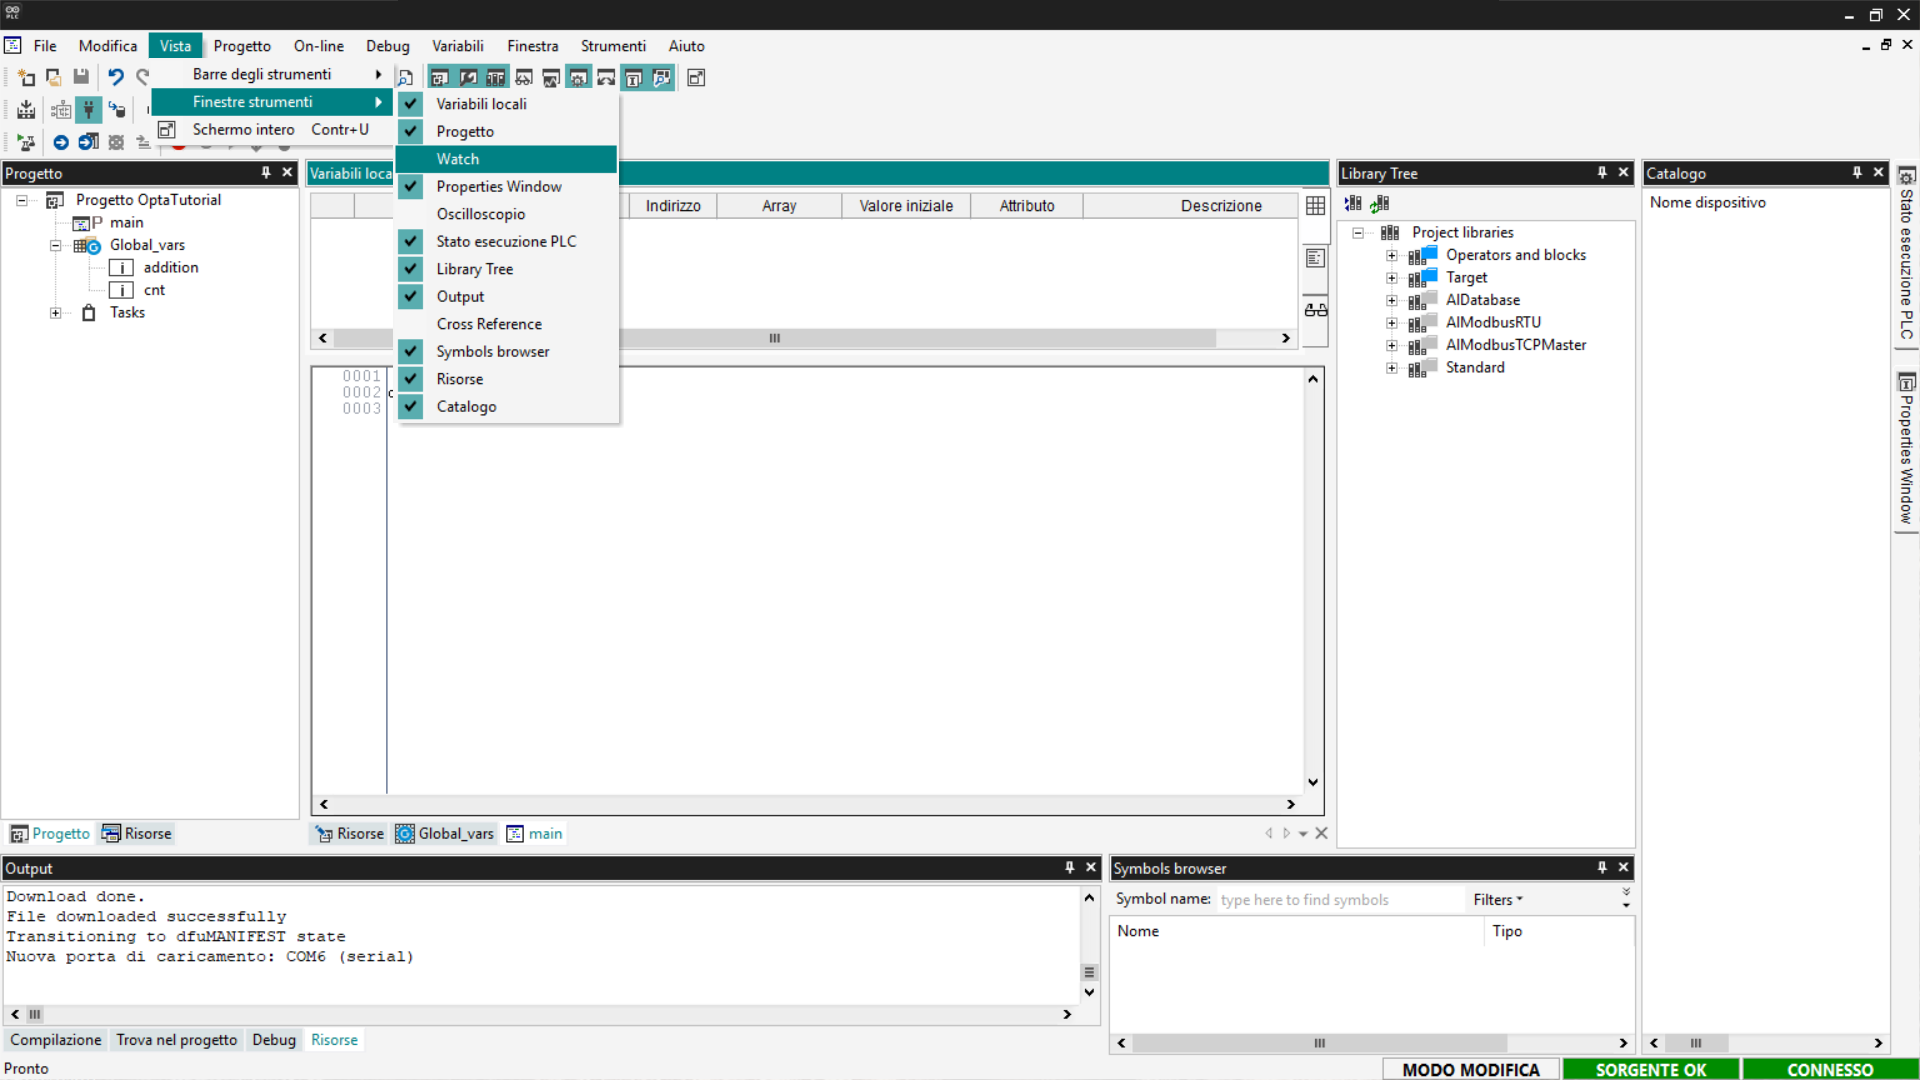 PLC
File Modifica Vista Progetto On-line Debug Variabili Finestra Strumenti Aiuto
Barre degli strumenti
Finestre strumenti
Schermo intero Contr+U
Variabili locali
Progetto
Watch
Properties Window
Oscilloscopio
Stato esecuzione PLC
Library Tree
Output
Cross Reference
Symbols browser
Risorse
Catalogo
Progetto
Progetto OptaTutorial
main
Global_vars
addition
cnt
Tasks
Progetto Risorse
Variabili loca
Indirizzo Array Valore iniziale Attributo Descrizione
0001
0002
0003
Risorse Global_vars main
Library Tree
Project libraries
Operators and blocks
Target
AIDatabase
AIModbusRTU
AIModbusTCPMaster
Standard
Catalogo
Nome dispositivo
Stato esecuzione PLC
Properties Window
Output
Download done.
File downloaded successfully
Transitioning to dfuMANIFEST state
Nuova porta di caricamento: COM6 (serial)
Compilazione Trova nel progetto Debug Risorse
Symbols browser
Symbol name: type here to find symbols Filters
Nome Tipo
Pronto
MODO MODIFICA SORGENTE OK CONNESSO